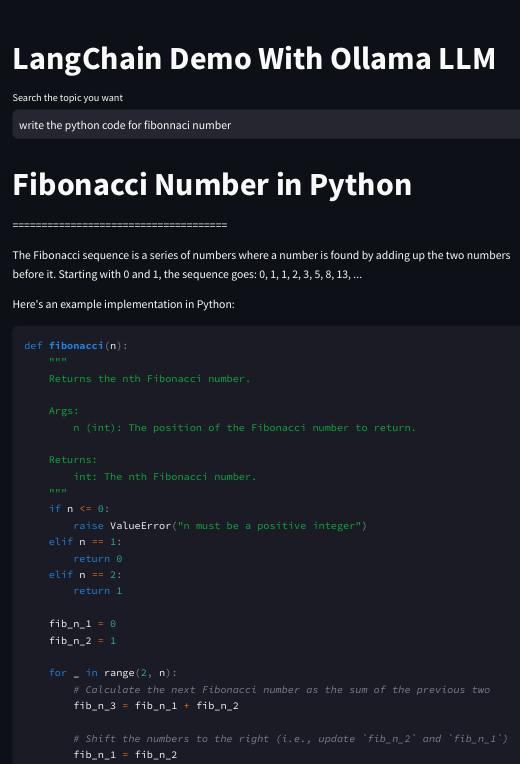 LangChain Demo With Ollama LLM
Search the topic you want
write the python code for fibonnaci number
Fibonacci Number in Python
=====================================
The Fibonacci sequence is a series of numbers where a number is found by adding up the two numbers
before it. Starting with 0 and 1, the sequence goes: 0, 1, 1, 2, 3, 5, 8, 13, ...
Here's an example implementation in Python:
def fibonacci(n):
    """
    Returns the nth Fibonacci number.

    Args:
        n (int): The position of the Fibonacci number to return.

    Returns:
        int: The nth Fibonacci number.
    """
    if n <= 0:
        raise ValueError("n must be a positive integer")
    elif n == 1:
        return 0
    elif n == 2:
        return 1

    fib_n_1 = 0
    fib_n_2 = 1

    for _ in range(2, n):
        # Calculate the next Fibonacci number as the sum of the previous two
        fib_n_3 = fib_n_1 + fib_n_2

        # Shift the numbers to the right (i.e., update `fib_n_2` and `fib_n_1`)
        fib_n_1 = fib_n_2